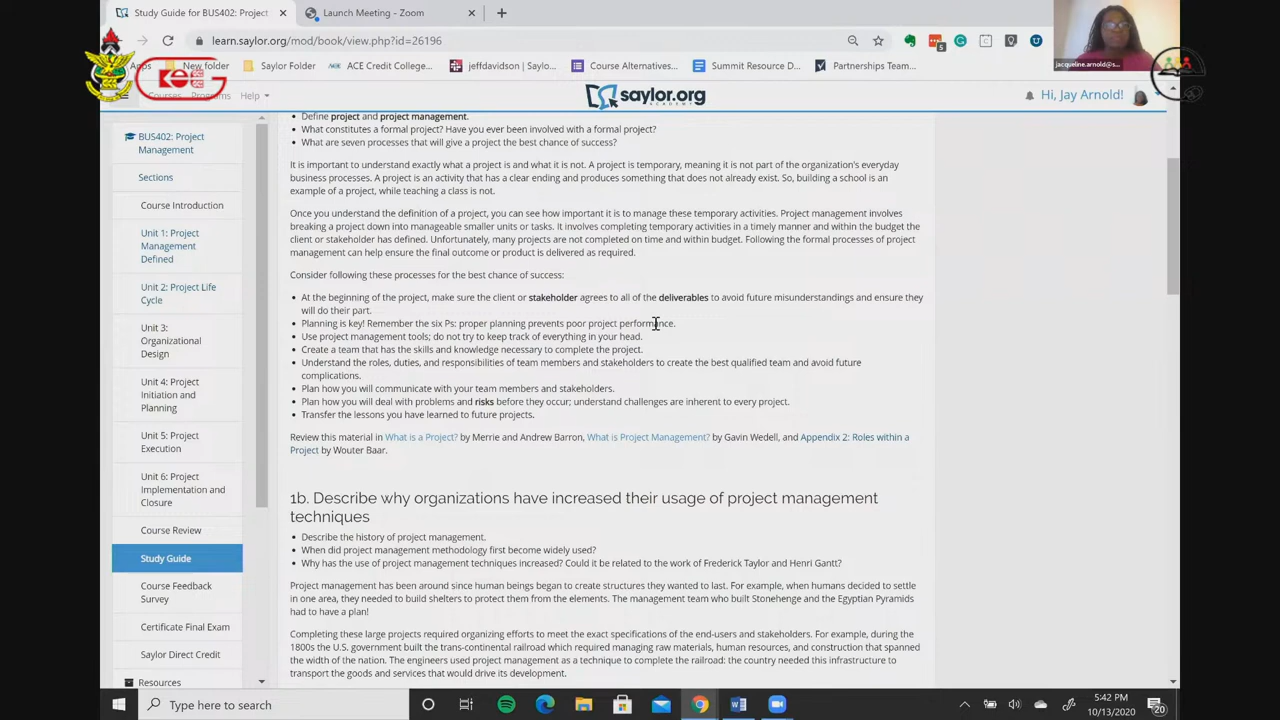 Study Guide for BUS402: Project
Launch Meeting - Zoom
learn.saylor.org/mod/book/view.php?id=26196
5
jacqueline.arnold@s...
Apps
New folder
Saylor Folder
ACE Credit Colleg...
jeffdavidson | Saylo...
Course Alternatives...
Summit Resource D...
Partnerships Team...
Courses
Programs
Help
saylor.org
ACADEMY
Hi, Jay Arnold!
BUS402: Project
Management
Sections
Course Introduction
Unit 1: Project
Management
Defined
Unit 2: Project Life
Cycle
Unit 3:
Organizational
Design
Unit 4: Project
Initiation and
Planning
Unit 5: Project
Execution
Unit 6: Project
Implementation and
Closure
Course Review
Study Guide
Course Feedback
Survey
Certificate Final Exam
Saylor Direct Credit
Resources
• Define project and project management.
• What constitutes a formal project? Have you ever been involved with a formal project?
• What are seven processes that will give a project the best chance of success?
It is important to understand exactly what a project is and what it is not. A project is temporary, meaning it is not part of the organization's everyday
business processes. A project is an activity that has a clear ending and produces something that does not already exist. So, building a school is an
example of a project, while teaching a class is not.
Once you understand the definition of a project, you can see how important it is to manage these temporary activities. Project management involves
breaking a project down into manageable smaller units or tasks. It involves completing temporary activities in a timely manner and within the budget the
client or stakeholder has defined. Unfortunately, many projects are not completed on time and within budget. Following the formal processes of project
management can help ensure the final outcome or product is delivered as required.
Consider following these processes for the best chance of success:
• At the beginning of the project, make sure the client or stakeholder agrees to all of the deliverables to avoid future misunderstandings and ensure they
will do their part.
• Planning is key! Remember the six Ps: proper planning prevents poor project performance.
• Use project management tools; do not try to keep track of everything in your head.
• Create a team that has the skills and knowledge necessary to complete the project.
• Understand the roles, duties, and responsibilities of team members and stakeholders to create the best qualified team and avoid future
complications.
• Plan how you will communicate with your team members and stakeholders.
• Plan how you will deal with problems and risks before they occur; understand challenges are inherent to every project.
• Transfer the lessons you have learned to future projects.
Review this material in What is a Project? by Merrie and Andrew Barron, What is Project Management? by Gavin Wedell, and Appendix 2: Roles within a
Project by Wouter Baar.
1b. Describe why organizations have increased their usage of project management
techniques
• Describe the history of project management.
• When did project management methodology first become widely used?
• Why has the use of project management techniques increased? Could it be related to the work of Frederick Taylor and Henri Gantt?
Project management has been around since human beings began to create structures they wanted to last. For example, when humans decided to settle
in one area, they needed to build shelters to protect them from the elements. The management team who built Stonehenge and the Egyptian Pyramids
had to have a plan!
Completing these large projects required organizing efforts to meet the exact specifications of the end-users and stakeholders. For example, during the
1800s the U.S. government built the trans-continental railroad which required managing raw materials, human resources, and construction that spanned
the width of the nation. The engineers used project management as a technique to complete the railroad: the country needed this infrastructure to
transport the goods and services that would drive its development.
Type here to search
5:42 PM
10/13/2020
20